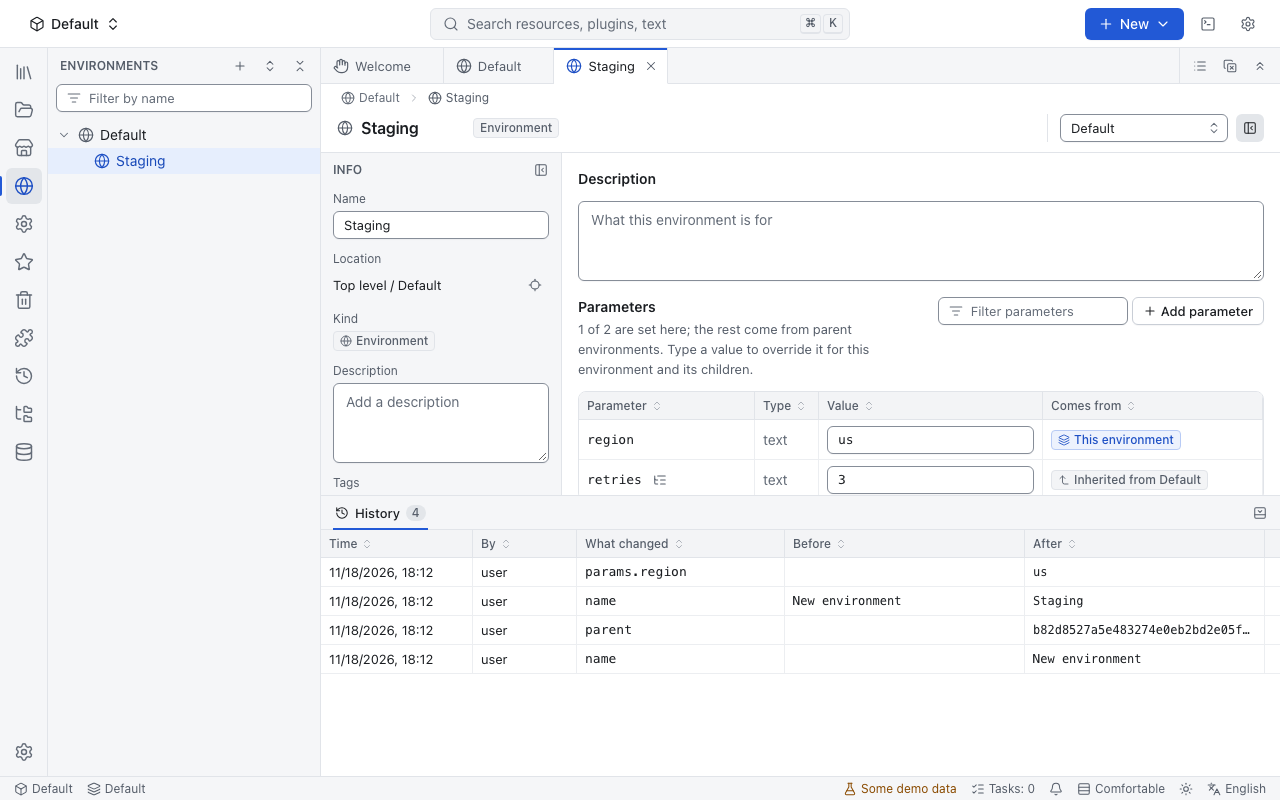 Default
Search resources, plugins, text
⌘ K
New
ENVIRONMENTS
Filter by name
Default
Staging
Welcome
Default
Staging
Default
Staging
Staging
Environment
Default
INFO
Name
Staging
Location
Top level / Default
Kind
Environment
Description
Add a description
Tags
Description
What this environment is for
Parameters
1 of 2 are set here; the rest come from parent
environments. Type a value to override it for this
environment and its children.
Filter parameters
Add parameter
Parameter Type Value Comes from
region text us This environment
retries text 3 Inherited from Default
History 4
Time By What changed Before After
11/18/2026, 18:12 user params.region us
11/18/2026, 18:12 user name New environment Staging
11/18/2026, 18:12 user parent b82d8527a5e483274e0eb2bd2e05f…
11/18/2026, 18:12 user name New environment
Default
Default
Some demo data
Tasks: 0
Comfortable
English